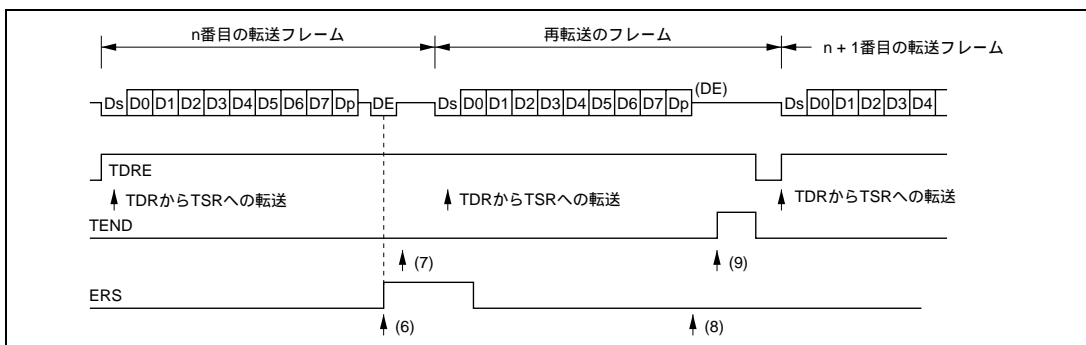 n番目の転送フレーム 再転送のフレーム n + 1番目の転送フレーム
Ds D0 D1 D2 D3 D4 D5 D6 D7 Dp DE Ds D0 D1 D2 D3 D4 D5 D6 D7 Dp (DE) Ds D0 D1 D2 D3 D4
TDRE
TDRからTSRへの転送 TDRからTSRへの転送 TDRからTSRへの転送
TEND
(7) (9)
ERS
(6) (8)